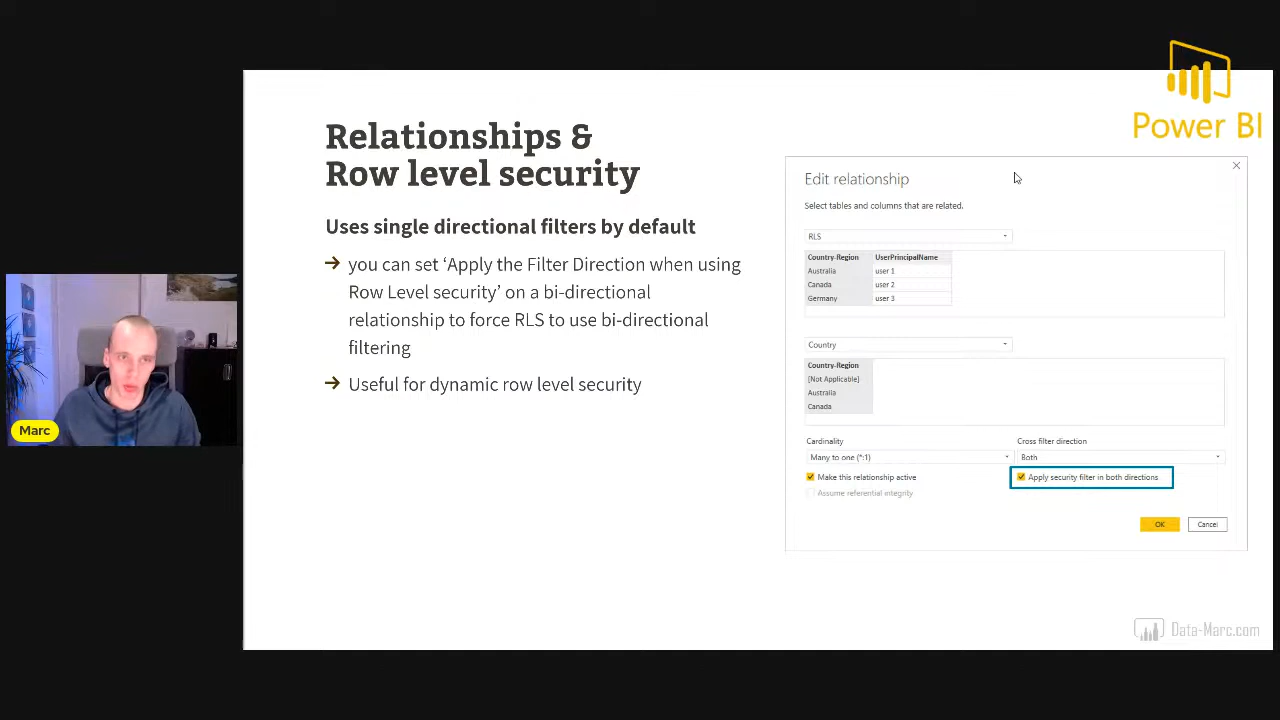 Power BI
Relationships &
Row level security
Uses single directional filters by default
→ you can set ‘Apply the Filter Direction when using
Row Level security’ on a bi-directional
relationship to force RLS to use bi-directional
filtering
→ Useful for dynamic row level security
Marc
Edit relationship
Select tables and columns that are related.
RLS
Country-Region UserPrincipalName
Australia user 1
Canada user 2
Germany user 3
Country
Country-Region
[Not Applicable]
Australia
Canada
Cardinality Cross filter direction
Many to one (*:1) Both
Make this relationship active Apply security filter in both directions
Assume referential integrity
OK Cancel
Data-Marc.com